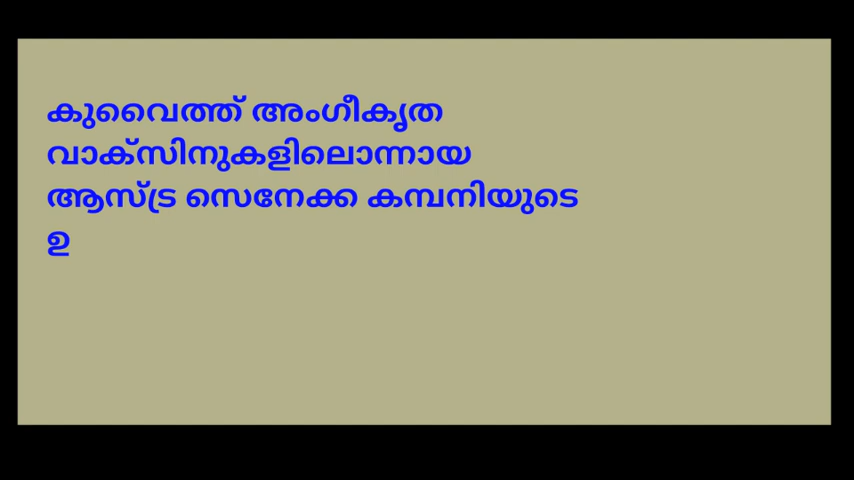 കുവൈത്ത് അംഗീകൃത
വാക്സിനുകളിലൊന്നായ
ആസ്ട്ര സെനേക്ക കമ്പനിയുടെ
ഉ